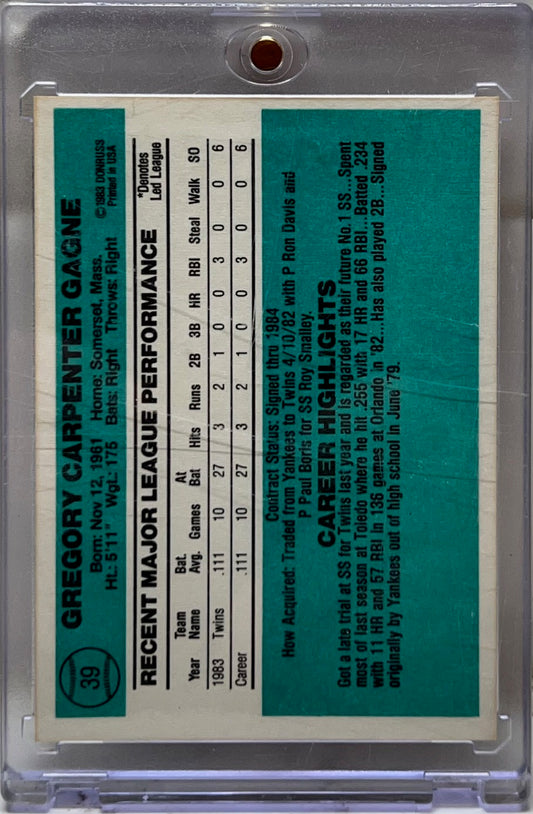 39
GREGORY CARPENTER GAGNE
Born: Nov 12, 1961 Home: Somerset, Mass.
Ht.: 5'11" Wgt.: 175 Bats: Right Throws: Right
© 1983 DONRUSS
Printed in USA
RECENT MAJOR LEAGUE PERFORMANCE
*Denotes
Led League
Team Bat. At
Year Name Avg. Games Bat Hits Runs 2B 3B HR RBI Steal Walk SO
1983 Twins .111 10 27 3 2 1 0 0 3 0 0 6
Career .111 10 27 3 2 1 0 0 3 0 0 6
Contract Status: Signed thru 1984
How Acquired: Traded from Yankees to Twins 4/10/82 with P Ron Davis and
P Paul Boris for SS Roy Smalley.
CAREER HIGHLIGHTS
Got a late trial at SS for Twins last year and is regarded as their future No.1 SS...Spent
most of last season at Toledo where he hit .255 with 17 HR and 66 RBI...Batted .234
with 11 HR and 57 RBI in 136 games at Orlando in '82...Has also played 2B...Signed
originally by Yankees out of high school in June '79.